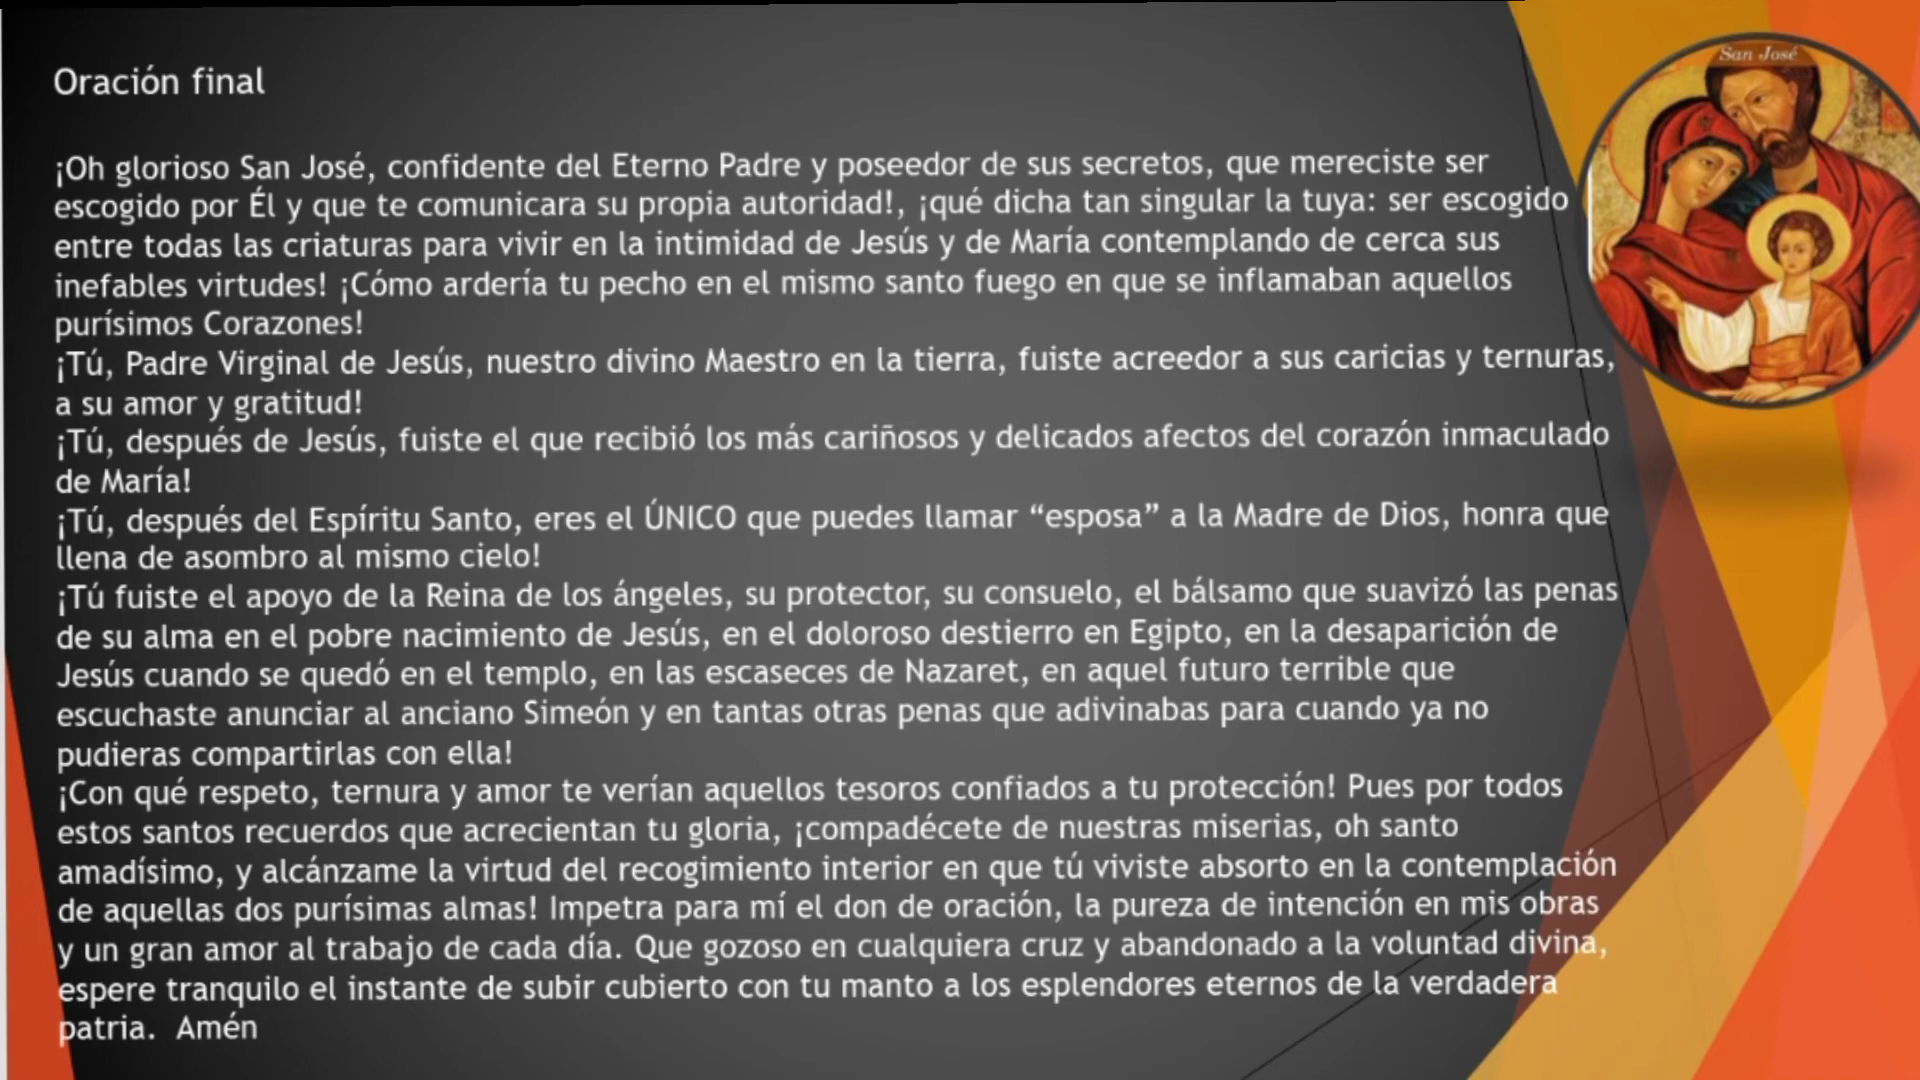 Oración final
¡Oh glorioso San José, confidente del Eterno Padre y poseedor de sus secretos, que mereciste ser
escogido por Él y que te comunicara su propia autoridad!, ¡qué dicha tan singular la tuya: ser escogido
entre todas las criaturas para vivir en la intimidad de Jesús y de María contemplando de cerca sus
inefables virtudes! ¡Cómo ardería tu pecho en el mismo santo fuego en que se inflamaban aquellos
purísimos Corazones!
¡Tú, Padre Virginal de Jesús, nuestro divino Maestro en la tierra, fuiste acreedor a sus caricias y ternuras,
a su amor y gratitud!
¡Tú, después de Jesús, fuiste el que recibió los más cariñosos y delicados afectos del corazón inmaculado
de María!
¡Tú, después del Espíritu Santo, eres el ÚNICO que puedes llamar “esposa” a la Madre de Dios, honra que
llena de asombro al mismo cielo!
¡Tú fuiste el apoyo de la Reina de los ángeles, su protector, su consuelo, el bálsamo que suavizó las penas
de su alma en el pobre nacimiento de Jesús, en el doloroso destierro en Egipto, en la desaparición de
Jesús cuando se quedó en el templo, en las escaseces de Nazaret, en aquel futuro terrible que
escuchaste anunciar al anciano Simeón y en tantas otras penas que adivinabas para cuando ya no
pudieras compartirlas con ella!
¡Con qué respeto, ternura y amor te verían aquellos tesoros confiados a tu protección! Pues por todos
estos santos recuerdos que acrecientan tu gloria, ¡compadécete de nuestras miserias, oh santo
amadísimo, y alcánzame la virtud del recogimiento interior en que tú viviste absorto en la contemplación
de aquellas dos purísimas almas! Impetra para mí el don de oración, la pureza de intención en mis obras
y un gran amor al trabajo de cada día. Que gozoso en cualquiera cruz y abandonado a la voluntad divina,
espere tranquilo el instante de subir cubierto con tu manto a los esplendores eternos de la verdadera
patria.  Amén
San José